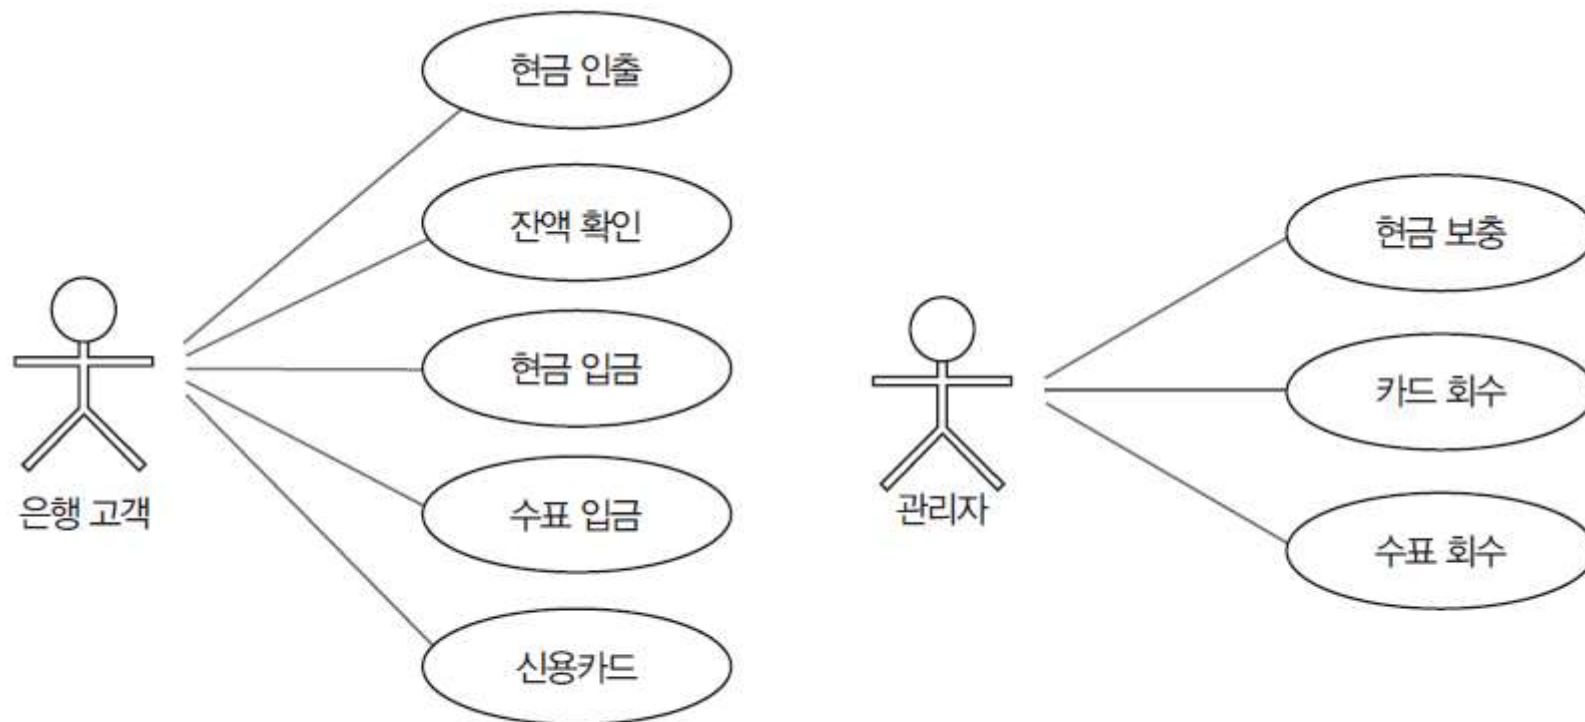 현금 인출
잔액 확인
현금 입금
수표 입금
신용카드
은행 고객
현금 보충
카드 회수
수표 회수
관리자